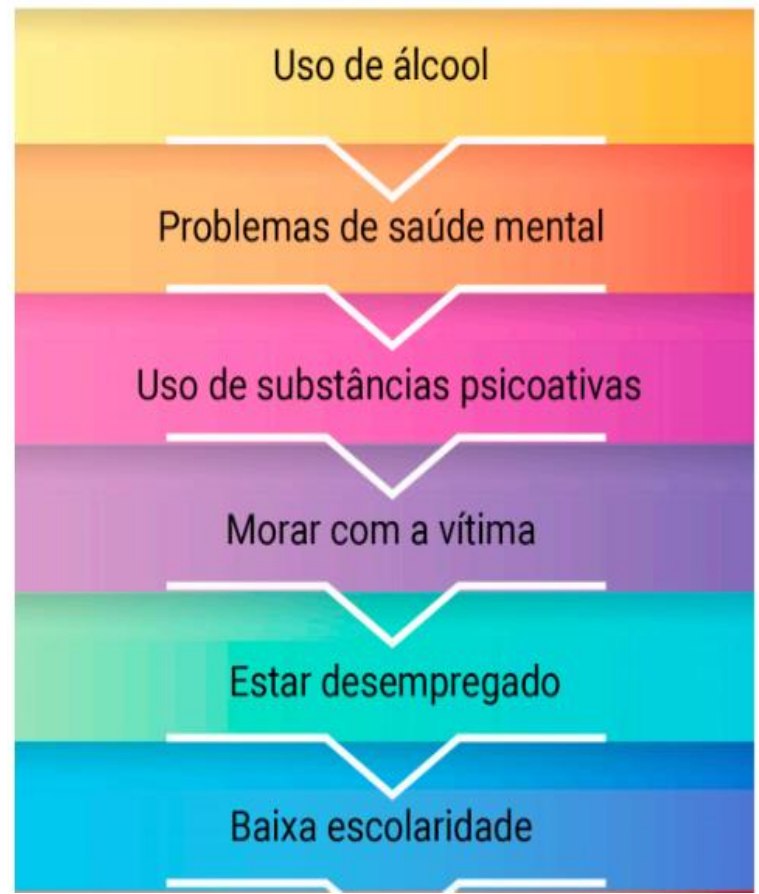 Uso de álcool
Problemas de saúde mental
Uso de substâncias psicoativas
Morar com a vítima
Estar desempregado
Baixa escolaridade